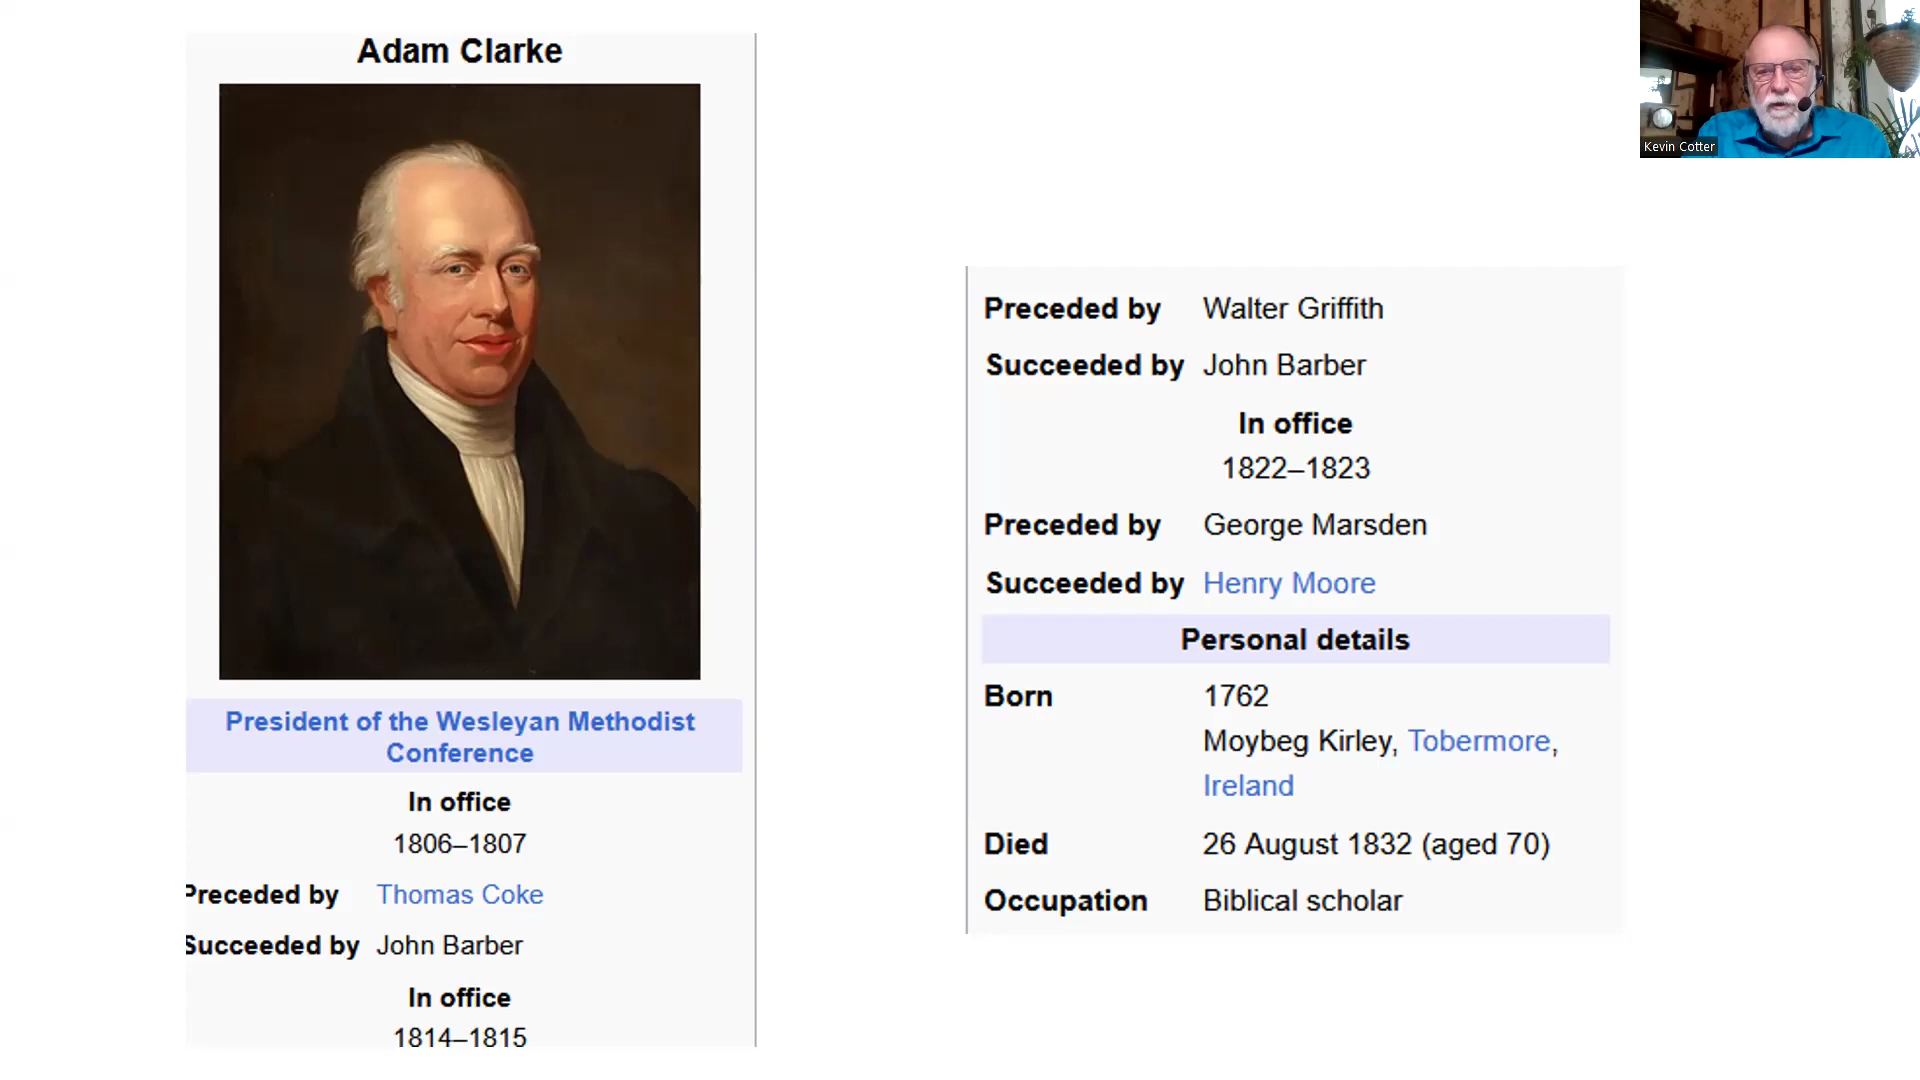 Adam Clarke
President of the Wesleyan Methodist
Conference
In office
1806–1807
Preceded by Thomas Coke
Succeeded by John Barber
In office
1814–1815
Preceded by Walter Griffith
Succeeded by John Barber
In office
1822–1823
Preceded by George Marsden
Succeeded by Henry Moore
Personal details
Born 1762
Moybeg Kirley, Tobermore,
Ireland
Died 26 August 1832 (aged 70)
Occupation Biblical scholar
Kevin Cotter